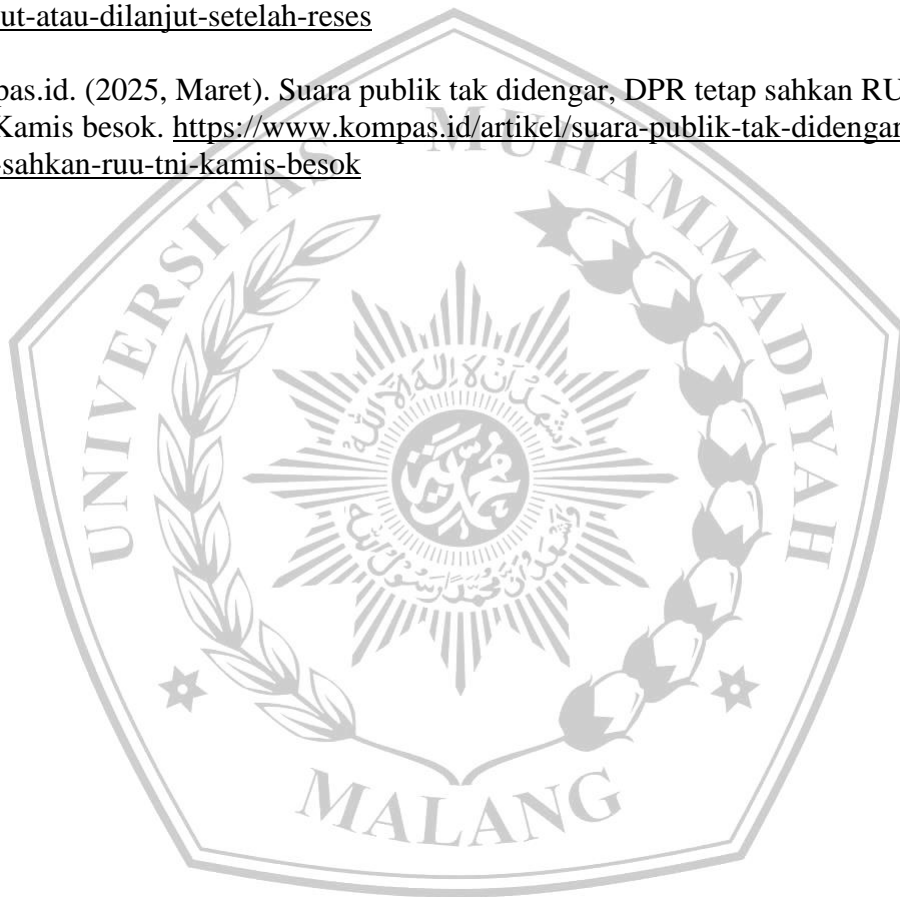 ut-atau-dilanjut-setelah-reses
pas.id. (2025, Maret). Suara publik tak didengar, DPR tetap sahkan RU
Kamis besok. https://www.kompas.id/artikel/suara-publik-tak-didengar
-sahkan-ruu-tni-kamis-besok
UNIVERSITAS MUHAMMADIYAH
MALANG